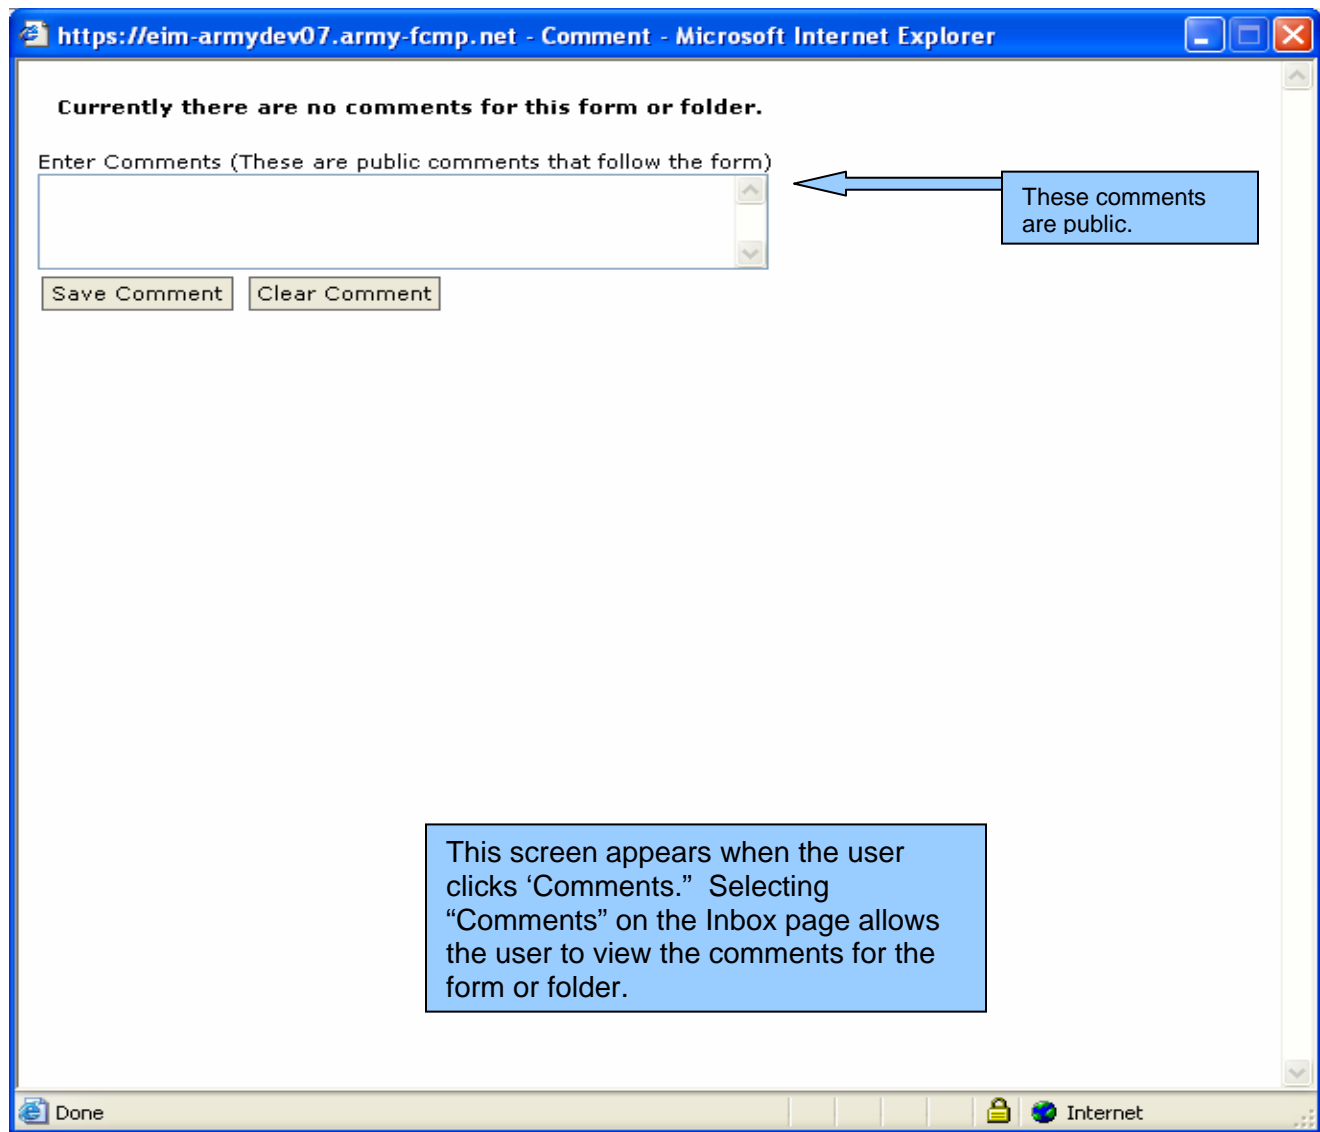 https://eim-armydev07.army-fcmp.net - Comment - Microsoft Internet Explorer
Currently there are no comments for this form or folder.
Enter Comments (These are public comments that follow the form)
These comments
are public.
Save Comment Clear Comment
This screen appears when the user
clicks ‘Comments.” Selecting
“Comments” on the Inbox page allows
the user to view the comments for the
form or folder.
Done Internet